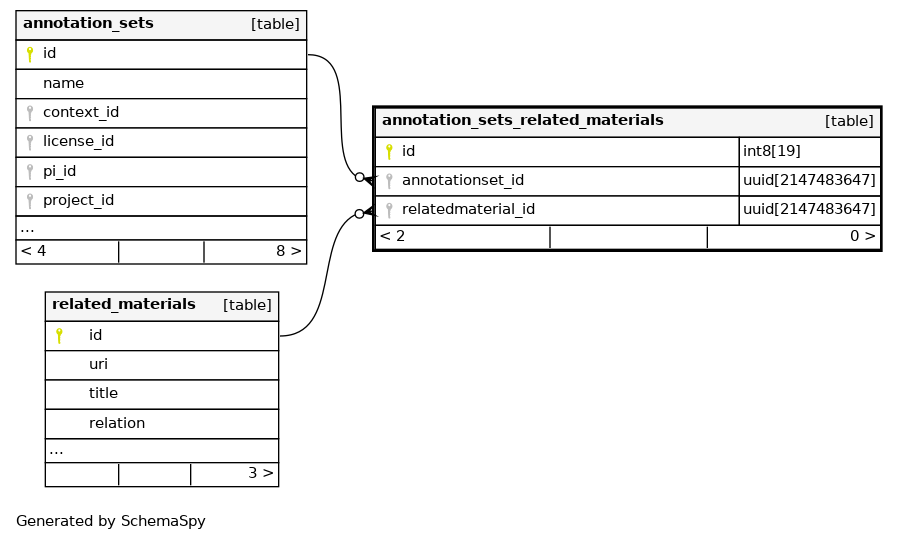 annotation_sets [table]
id
name
context_id
license_id
pi_id
project_id
...
< 4 8 >
annotation_sets_related_materials [table]
id int8[19]
annotationset_id uuid[2147483647]
relatedmaterial_id uuid[2147483647]
< 2 0 >
related_materials [table]
id
uri
title
relation
...
3 >
Generated by SchemaSpy